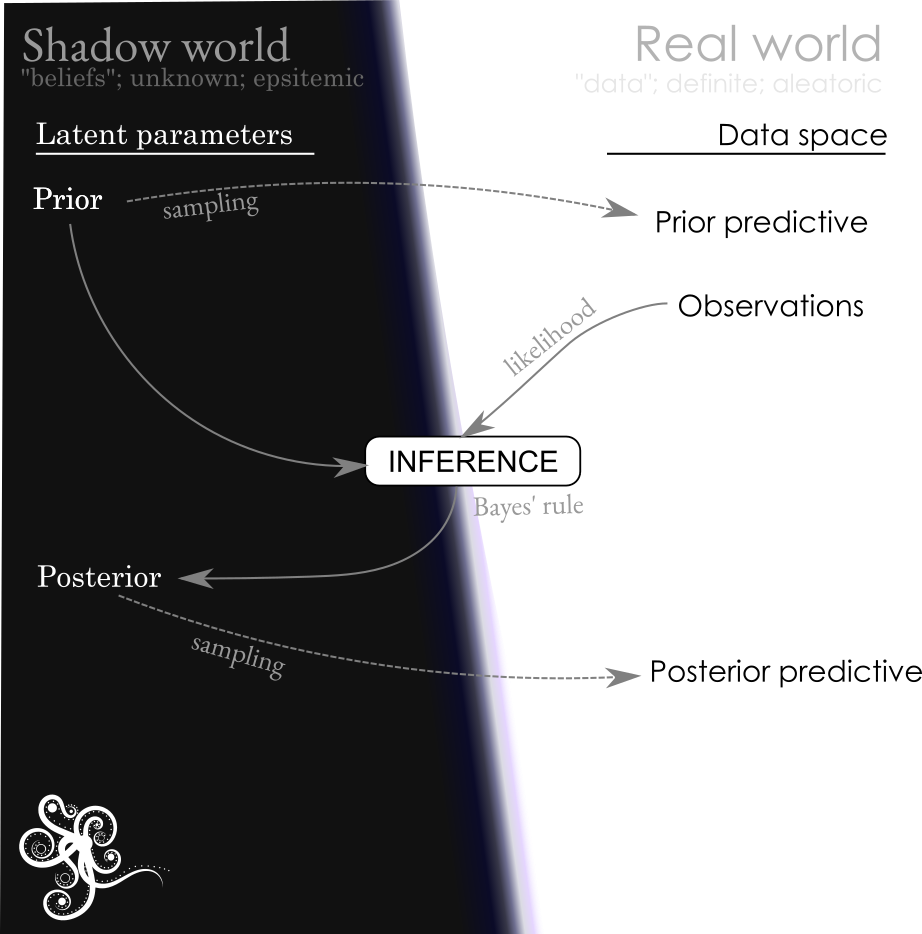 Shadow world
"beliefs"; unknown; epsitemic
Real world
"data"; definite; aleatoric
Latent parameters
Data space
Prior
sampling
Prior predictive
Observations
likelihood
INFERENCE
Bayes' rule
Posterior
sampling
Posterior predictive